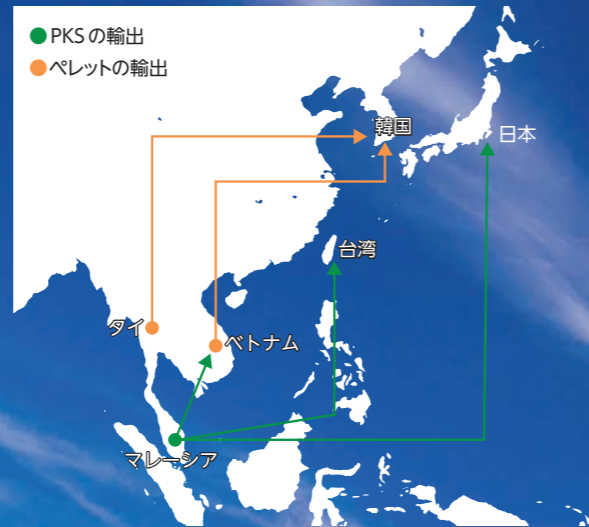 PKSの輸出
ペレットの輸出
韓国
日本
台湾
タイ
ベトナム
マレーシア